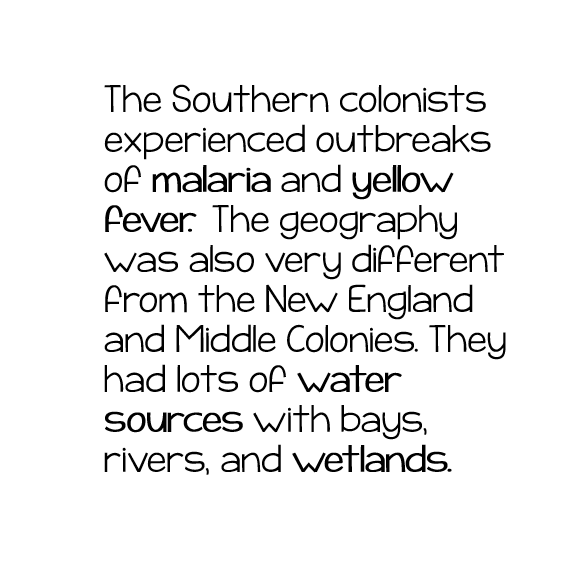 The Southern colonists
experienced outbreaks
of malaria and yellow
fever.  The geography
was also very different
from the New England
and Middle Colonies. They
had lots of water
sources with bays,
rivers, and wetlands.